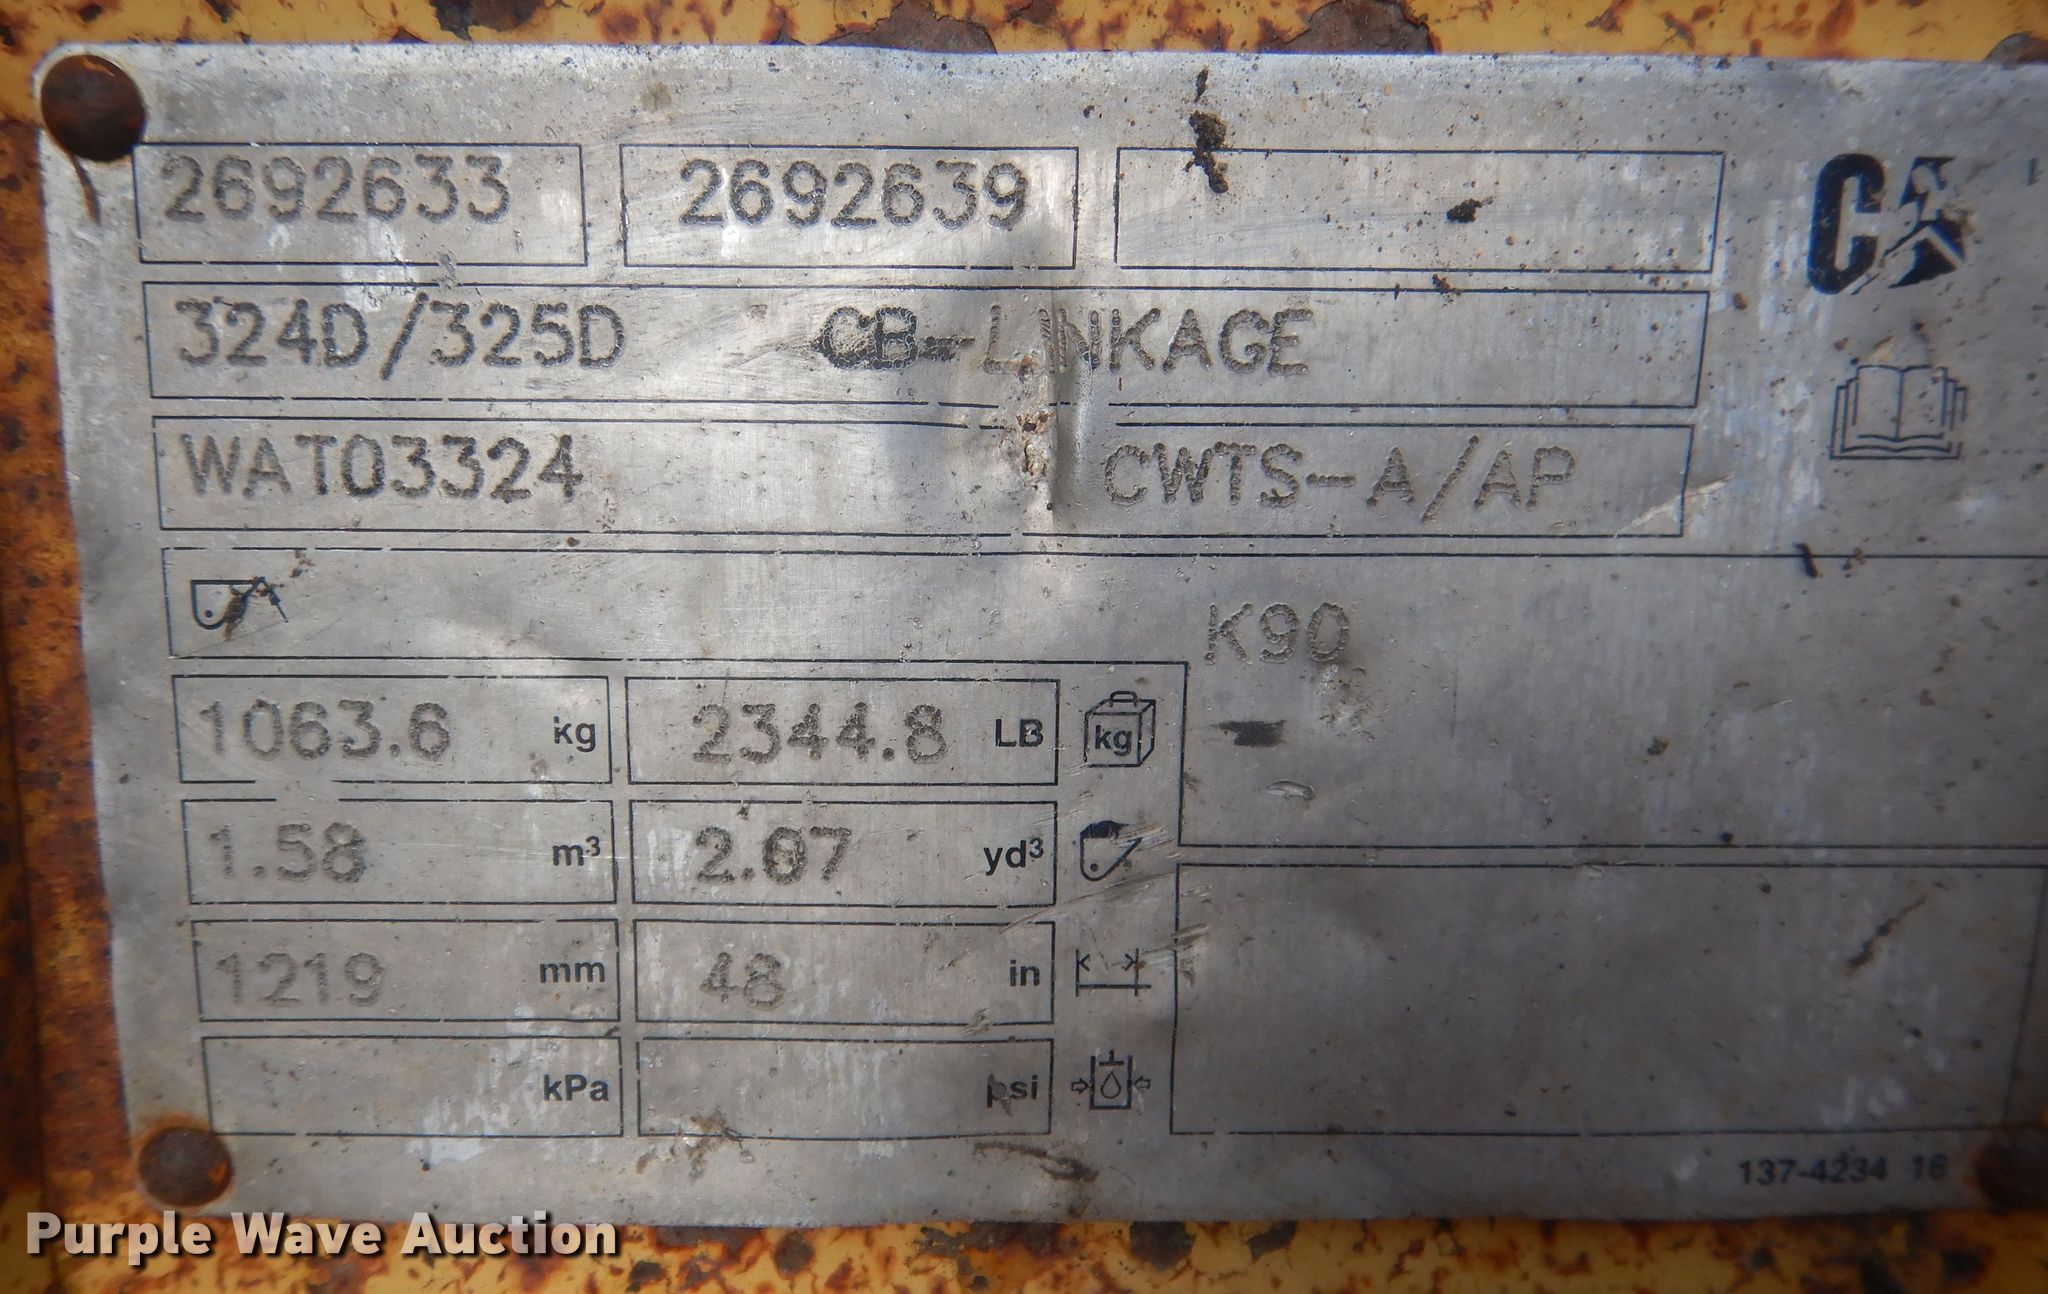 2692633 2692639
324D/325D CB-LINKAGE
WAT03324 CWTS-A/AP
K90
1063.6 kg 2344.8 LB kg
1.58 m³ 2.07 yd³
1219 mm 48 in
kPa psi
137-4234 16
Purple Wave Auction